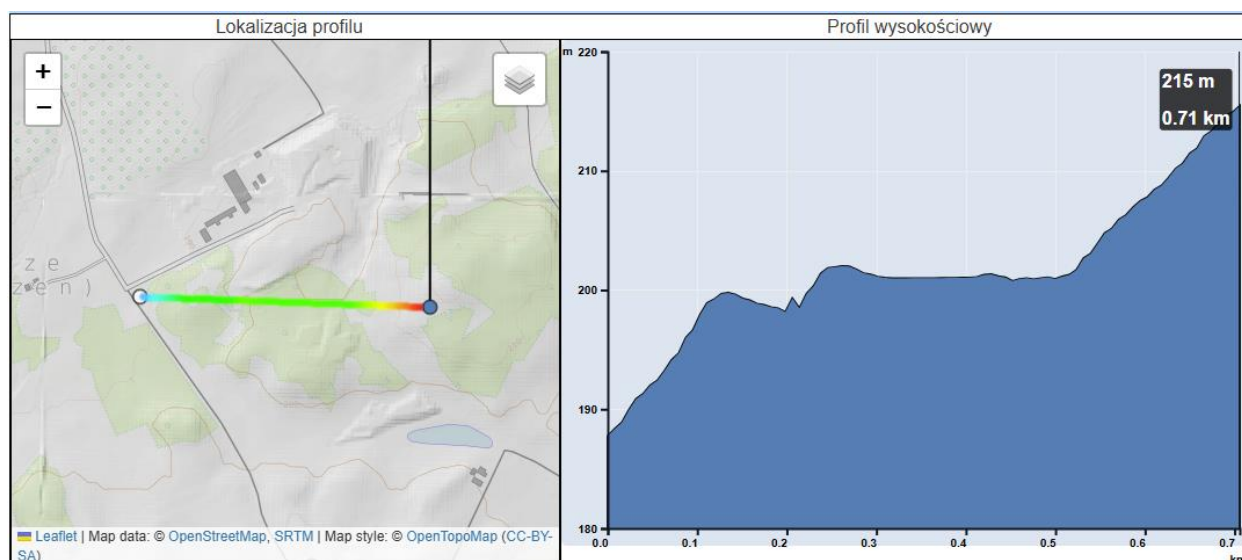 Lokalizacja profilu
Profil wysokościowy
+
−
ze
zen)
Leaflet | Map data: © OpenStreetMap, SRTM | Map style: © OpenTopoMap (CC-BY-
SA)
m 220
210
200
190
180
215 m
0.71 km
0.0 0.1 0.2 0.3 0.4 0.5 0.6 0.7